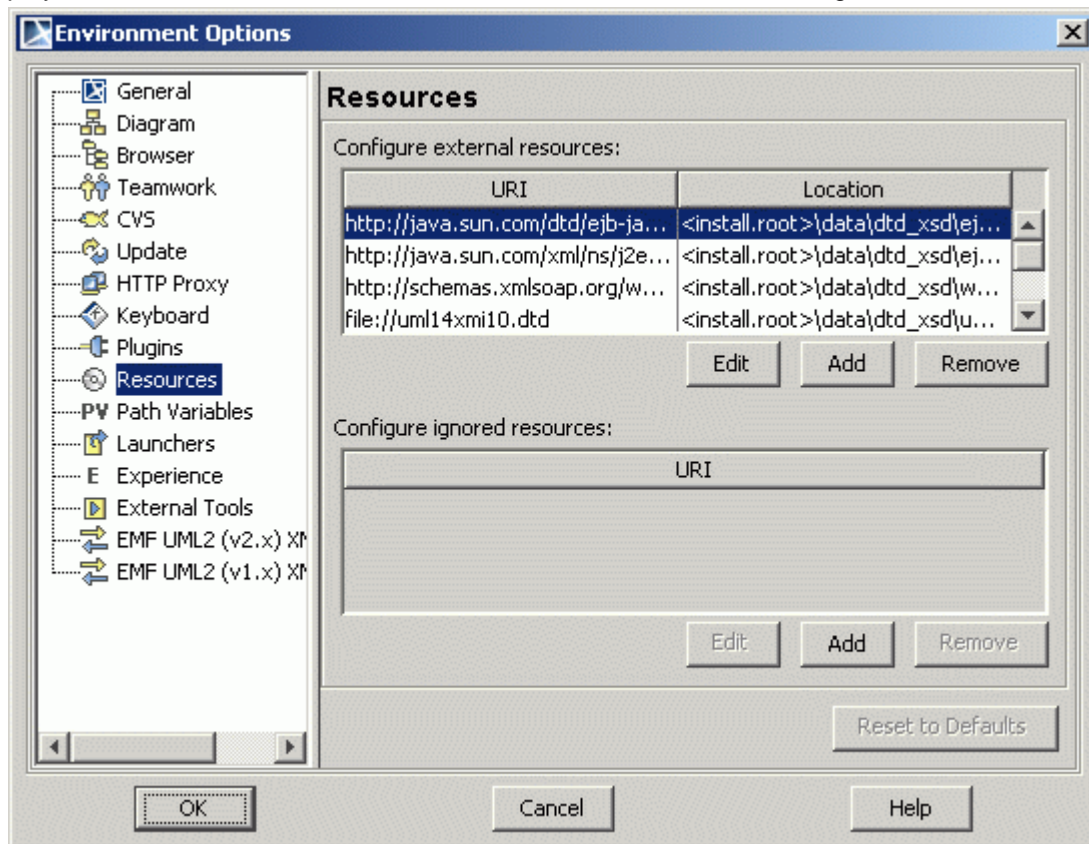 Environment Options
General
Diagram
Browser
Teamwork
CVS
Update
HTTP Proxy
Keyboard
Plugins
Resources
PV Path Variables
Launchers
E Experience
External Tools
EMF UML2 (v2.x) XM
EMF UML2 (v1.x) XM
Resources
Configure external resources:
URI Location
http://java.sun.com/dtd/ejb-ja... <install.root>\data\dtd_xsd\ej...
http://java.sun.com/xml/ns/j2e... <install.root>\data\dtd_xsd\ej...
http://schemas.xmlsoap.org/w... <install.root>\data\dtd_xsd\w...
file://uml14xmi10.dtd <install.root>\data\dtd_xsd\u...
Edit Add Remove
Configure ignored resources:
URI
Edit Add Remove
Reset to Defaults
OK Cancel Help